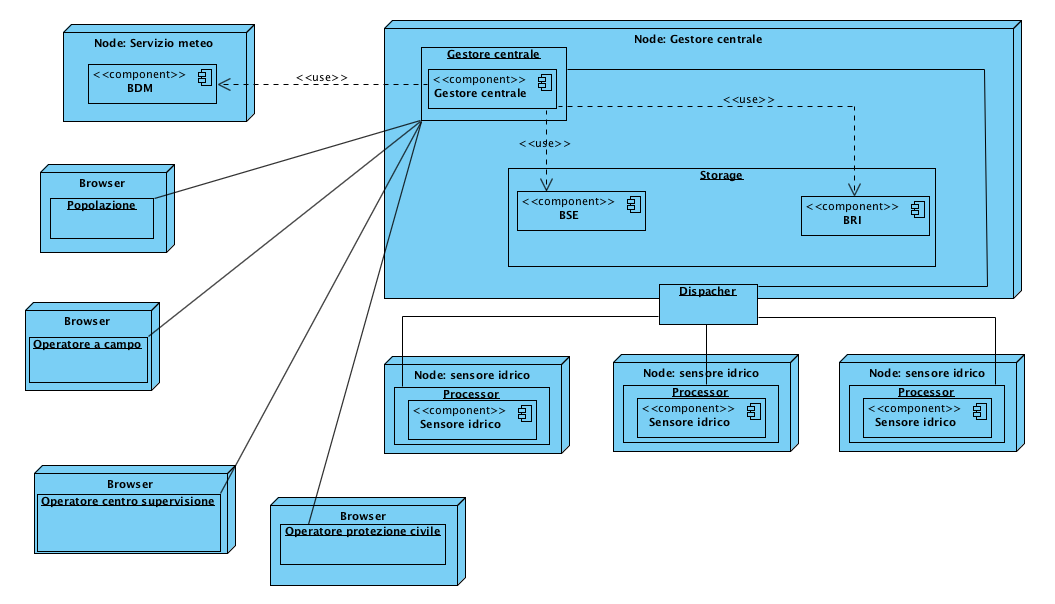 Node: Servizio meteo
<<component>>
BDM
<<use>>
Node: Gestore centrale
Gestore centrale
<<component>>
Gestore centrale
<<use>>
<<use>>
Storage
<<component>>
BSE
<<component>>
BRI
Browser
Popolazione
Dispacher
Browser
Operatore a campo
Node: sensore idrico
Processor
<<component>>
Sensore idrico
Node: sensore idrico
Processor
<<component>>
Sensore idrico
Node: sensore idrico
Processor
<<component>>
Sensore idrico
Browser
Operatore centro supervisione
Browser
Operatore protezione civile